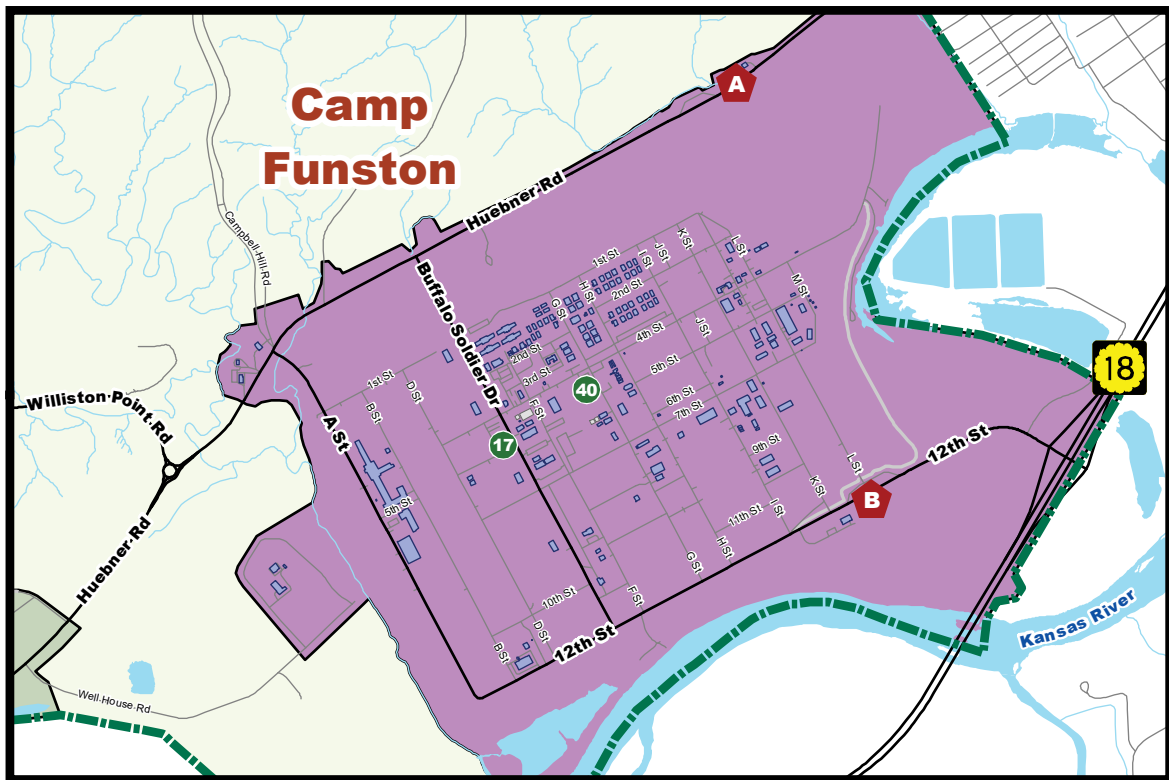 A
Camp
Funston
Huebner Rd
Campbell Hill Rd
K St
J St
L St
1st St
I St
Buffalo Soldier Dr
H St
2nd St
M St
G St
4th St
J St
2nd St
5th St
18
1st St
3rd St
D St
40
6th St
Williston Point Rd
B St
F St
7th St
A St
17
9th St
12th St
L St
K St
B
5th St
I St
11th St
Huebner Rd
H St
G St
10th St
F St
Kansas River
D St
12th St
B St
Well House Rd